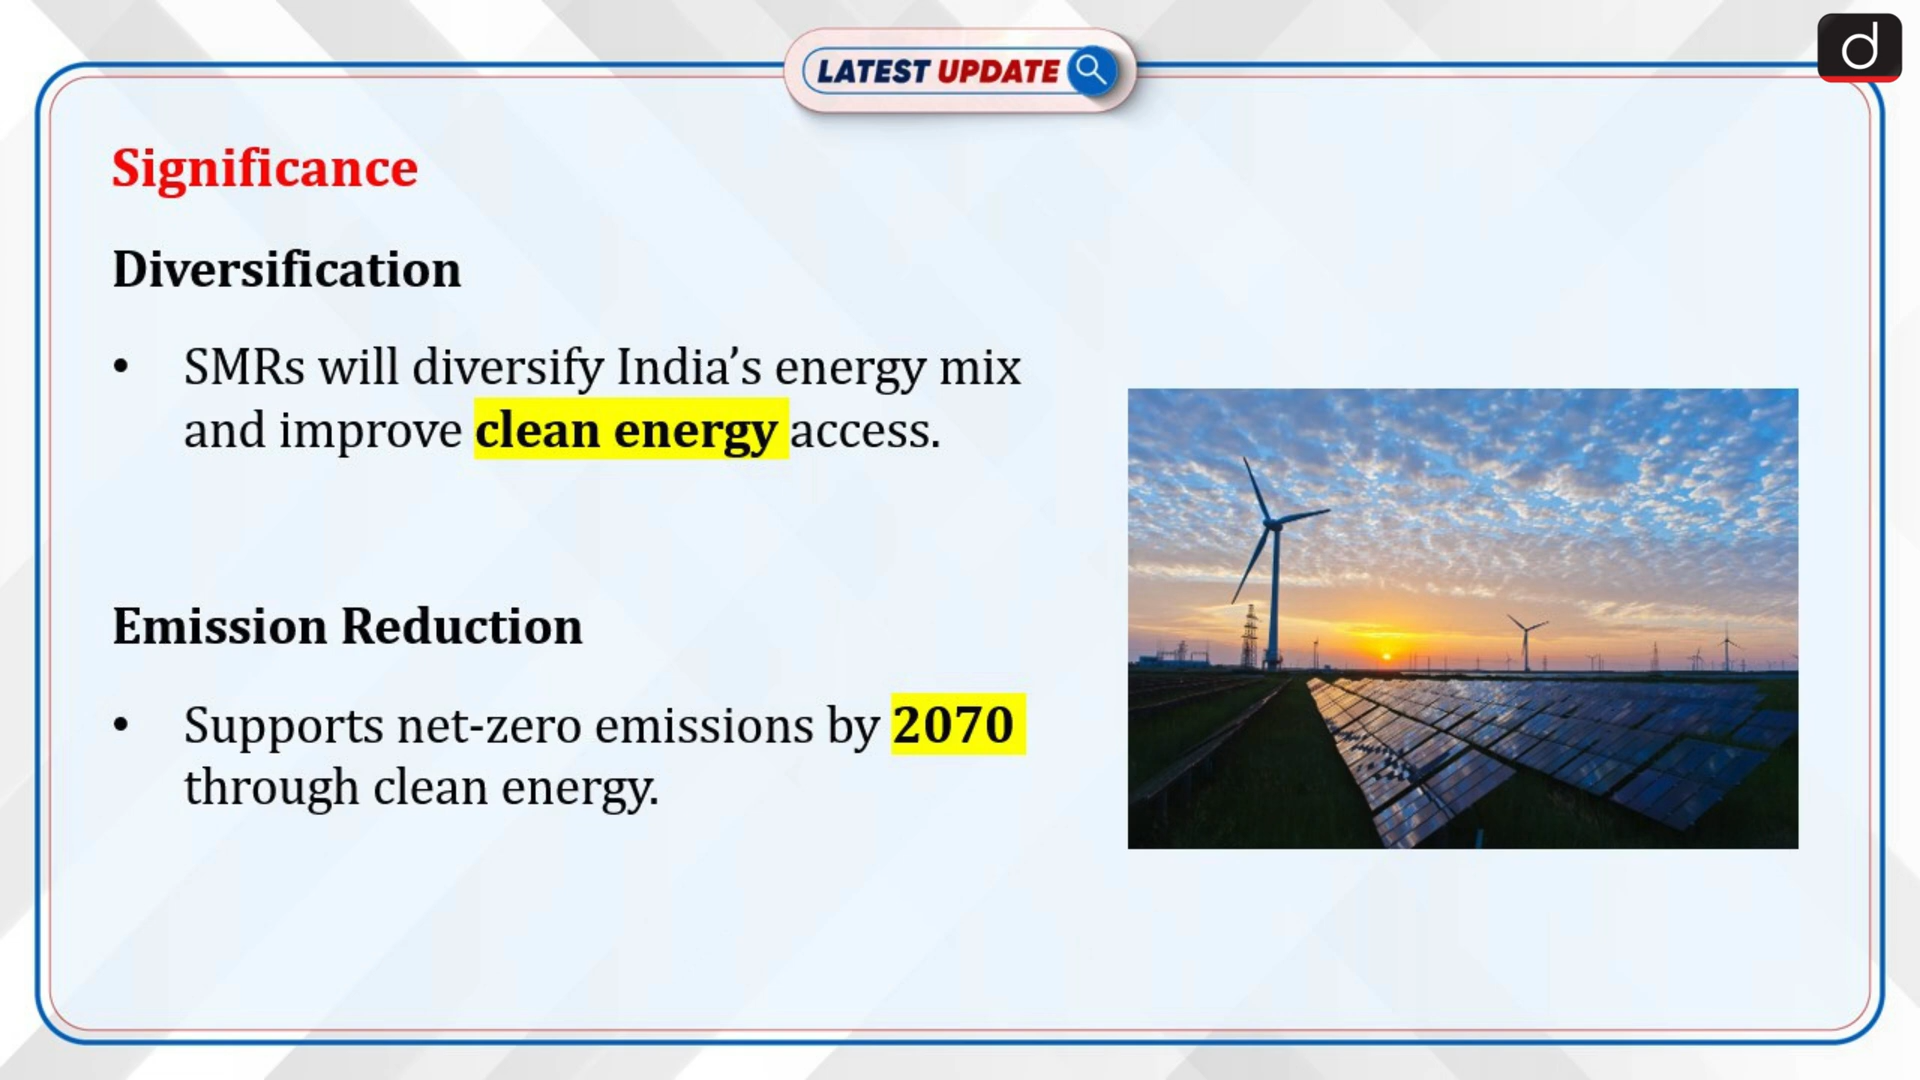 LATEST UPDATE
d
Significance
Diversification
• SMRs will diversify India’s energy mix
and improve clean energy access.
Emission Reduction
• Supports net-zero emissions by 2070
through clean energy.